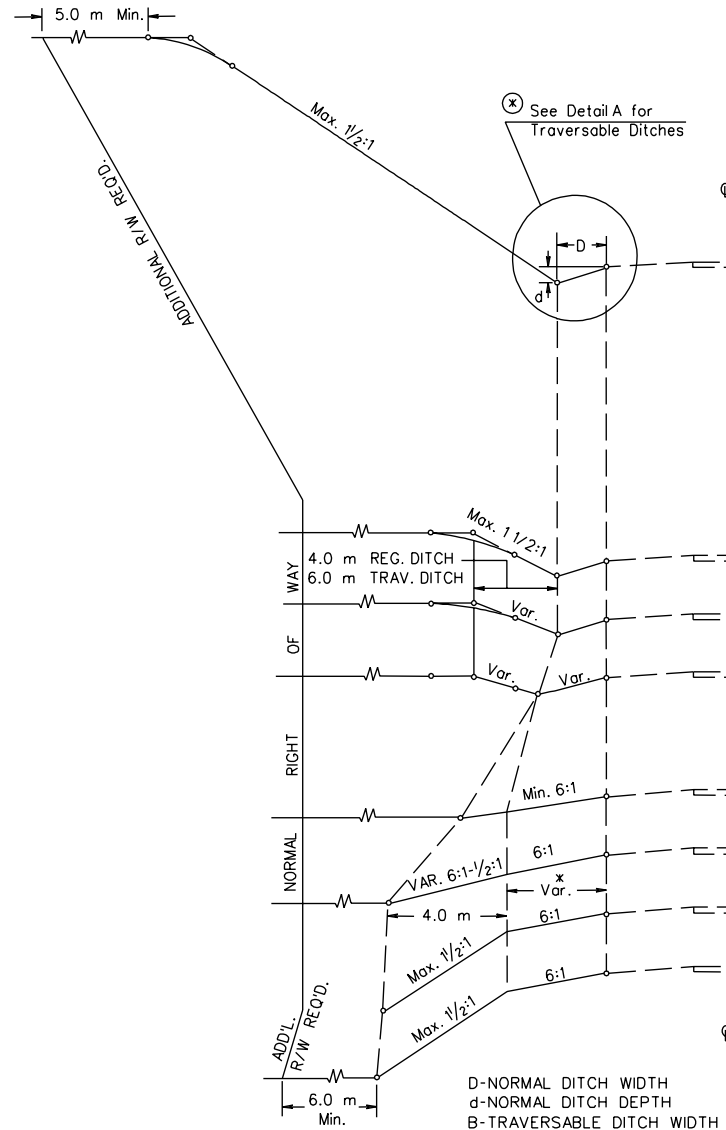 5.0 m Min.
Max. 1 1/2:1
* See Detail A for
Traversable Ditches
ADDITIONAL R/W REQ'D.
D
d
Max. 1 1/2:1
4.0 m REG. DITCH
6.0 m TRAV. DITCH
Var.
Var.
Var.
NORMAL RIGHT OF WAY
Min. 6:1
VAR. 6:1-1/2:1
6:1
*
Var.
4.0 m
6:1
Max. 1 1/2:1
6:1
Max. 1 1/2:1
ADD'L.
R/W REQ'D.
6.0 m
Min.
D-NORMAL DITCH WIDTH
d-NORMAL DITCH DEPTH
B-TRAVERSABLE DITCH WIDTH